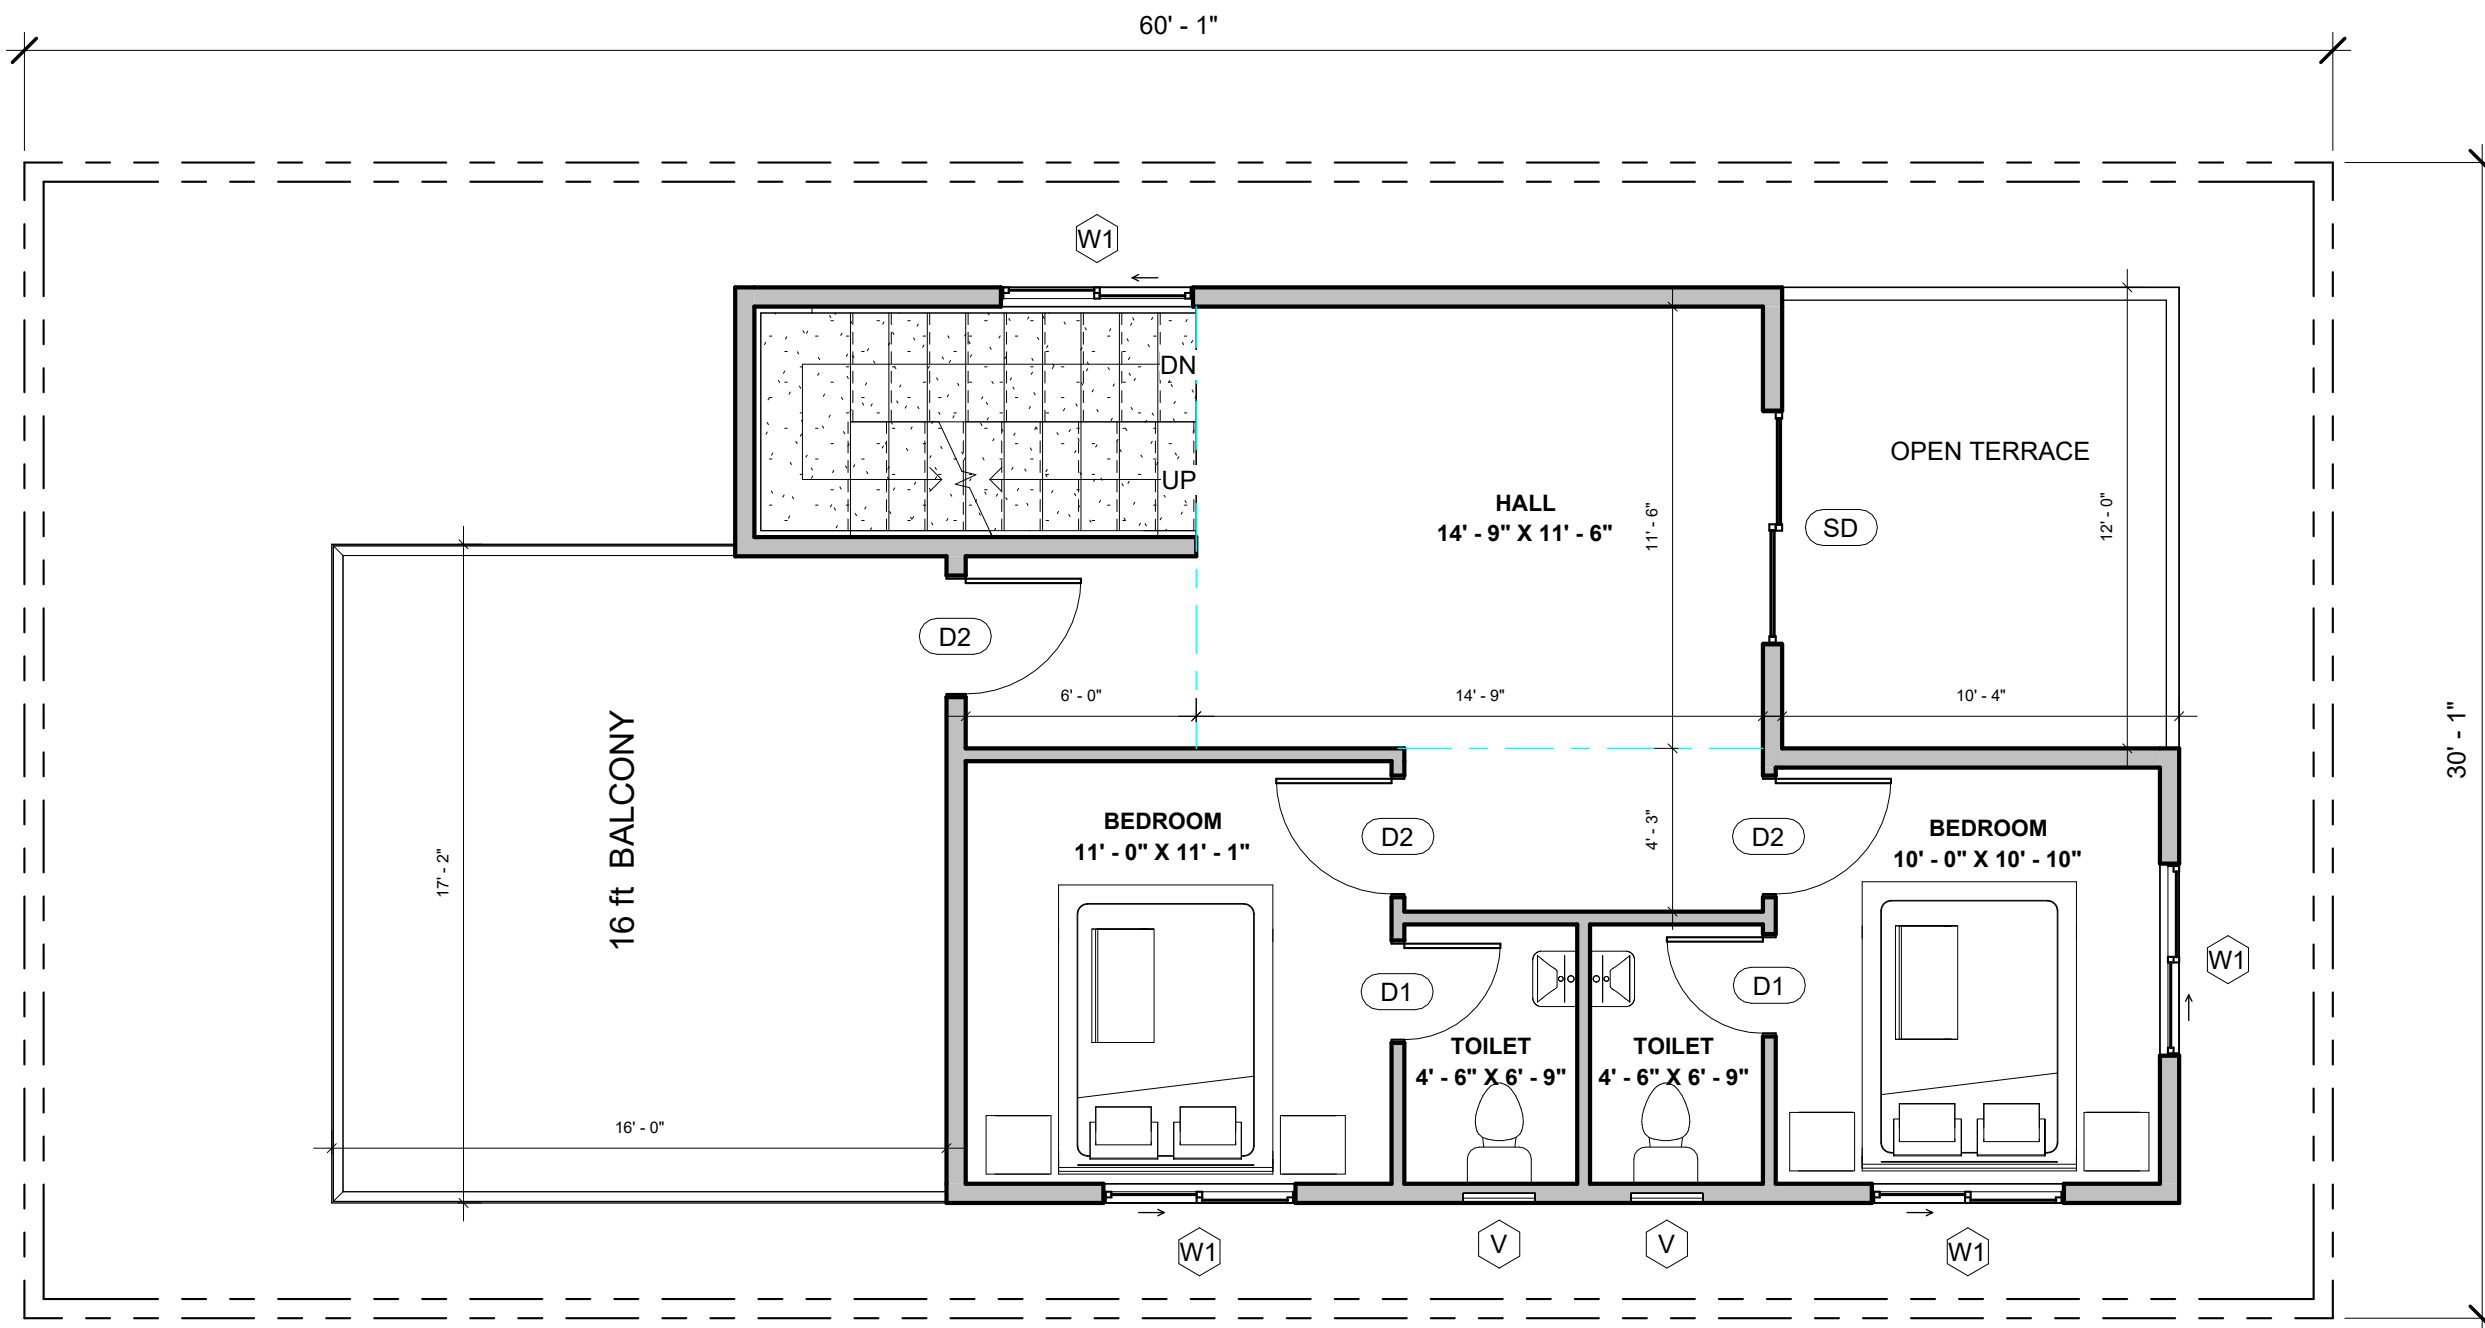 60' - 1"
W1
DN
UP
HALL
14' - 9" X 11' - 6"
11' - 6"
OPEN TERRACE
SD
12' - 0"
D2
6' - 0"
14' - 9"
10' - 4"
30' - 1"
16 ft BALCONY
17' - 2"
BEDROOM
11' - 0" X 11' - 1"
D2
4' - 3"
D2
BEDROOM
10' - 0" X 10' - 10"
W1
D1
D1
TOILET
4' - 6" X 6' - 9"
TOILET
4' - 6" X 6' - 9"
16' - 0"
W1
V
V
W1